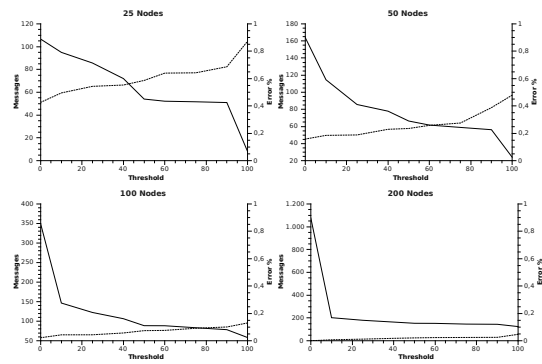 25 Nodes
120
100
80
60
40
20
0
Messages
0 20 40 60 80 100
Threshold
1
0,8
0,6
0,4
0,2
0
Error %
50 Nodes
180
160
140
120
100
80
60
40
20
Messages
0 20 40 60 80 100
Threshold
1
0,8
0,6
0,4
0,2
0
Error %
100 Nodes
400
350
300
250
200
150
100
50
Messages
0 20 40 60 80 100
Threshold
1
0,8
0,6
0,4
0,2
0
Error %
200 Nodes
1.200
1.000
800
600
400
200
0
Messages
0 20 40 60 80 100
Threshold
1
0,8
0,6
0,4
0,2
0
Error %